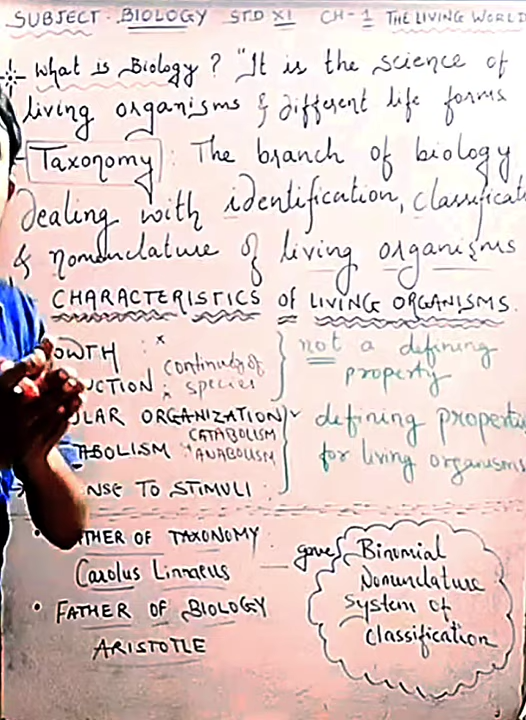 SUBJECT - BIOLOGY STD XI CH - 1 THE LIVING WORLD
What is Biology ? "It is the science of
living organisms & different life forms
Taxonomy : The branch of biology
dealing with identification, Classificat
& nomenclature of living organisms
CHARACTERISTICS of LIVING ORGANISMS.
OWTH : x
UCTION : x continuity of species
not a defining property
ULAR ORGANIZATION
ABOLISM : CATABOLISM ANABOLISM
NSE TO STIMULI
defining propert
for living organisms
• THER OF TAXONOMY
Carolus Linnaeus
gave Binomial
Nomenclature
System of
Classification
• FATHER OF BIOLOGY
ARISTOTLE